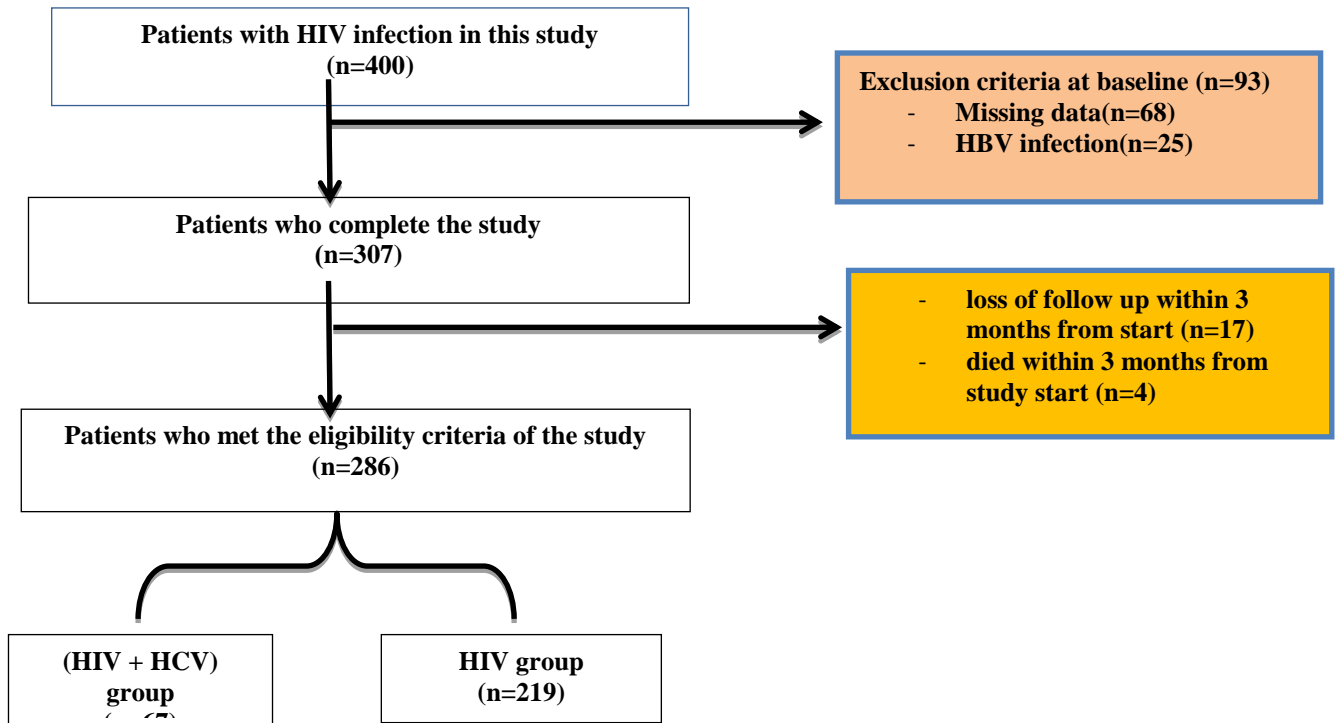 Patients with HIV infection in this study
(n=400)
Exclusion criteria at baseline (n=93)
- Missing data(n=68)
- HBV infection(n=25)
Patients who complete the study
(n=307)
- loss of follow up within 3
months from start (n=17)
- died within 3 months from
study start (n=4)
Patients who met the eligibility criteria of the study
(n=286)
(HIV + HCV)
group
HIV group
(n=219)